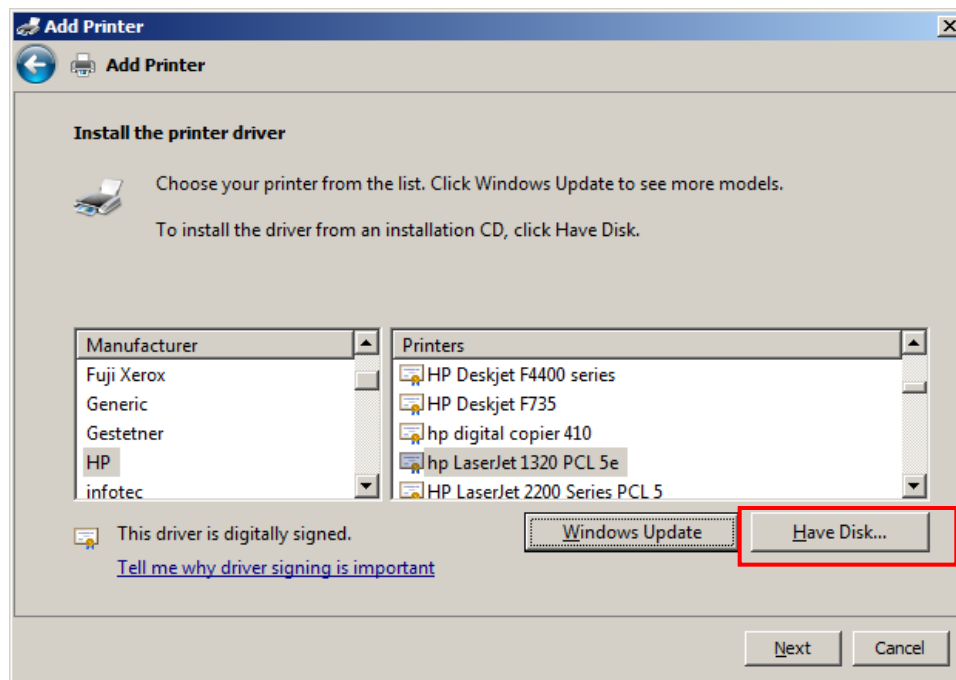 Add Printer
Add Printer
Install the printer driver
Choose your printer from the list. Click Windows Update to see more models.
To install the driver from an installation CD, click Have Disk.
Manufacturer
Fuji Xerox
Generic
Gestetner
HP
infotec
Printers
HP Deskjet F4400 series
HP Deskjet F735
hp digital copier 410
hp LaserJet 1320 PCL 5e
HP LaserJet 2200 Series PCL 5
This driver is digitally signed.
Tell me why driver signing is important
Windows Update
Have Disk...
Next
Cancel